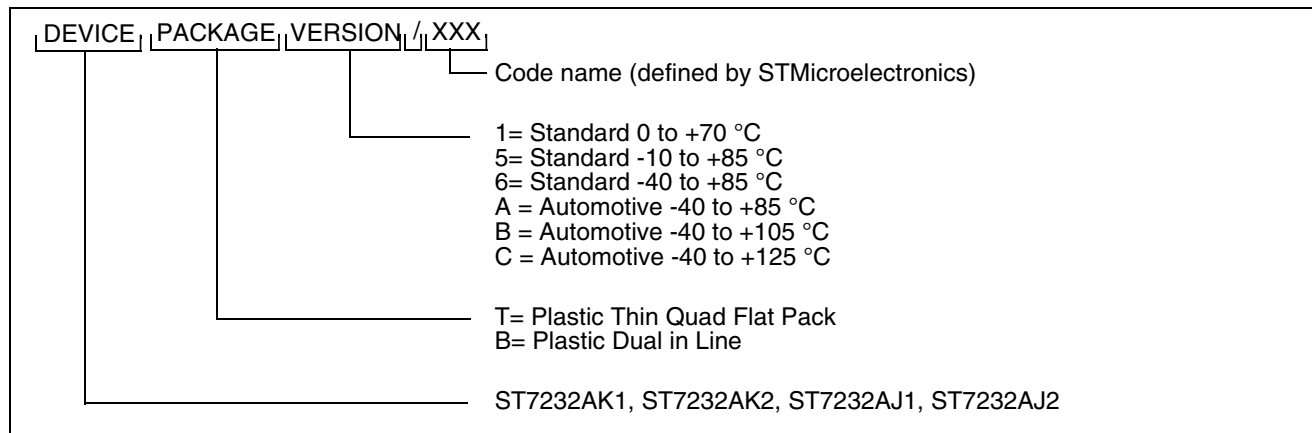 DEVICE PACKAGE VERSION / XXX
Code name (defined by STMicroelectronics)
1= Standard 0 to +70 °C
5= Standard -10 to +85 °C
6= Standard -40 to +85 °C
A = Automotive -40 to +85 °C
B = Automotive -40 to +105 °C
C = Automotive -40 to +125 °C
T= Plastic Thin Quad Flat Pack
B= Plastic Dual in Line
ST7232AK1, ST7232AK2, ST7232AJ1, ST7232AJ2